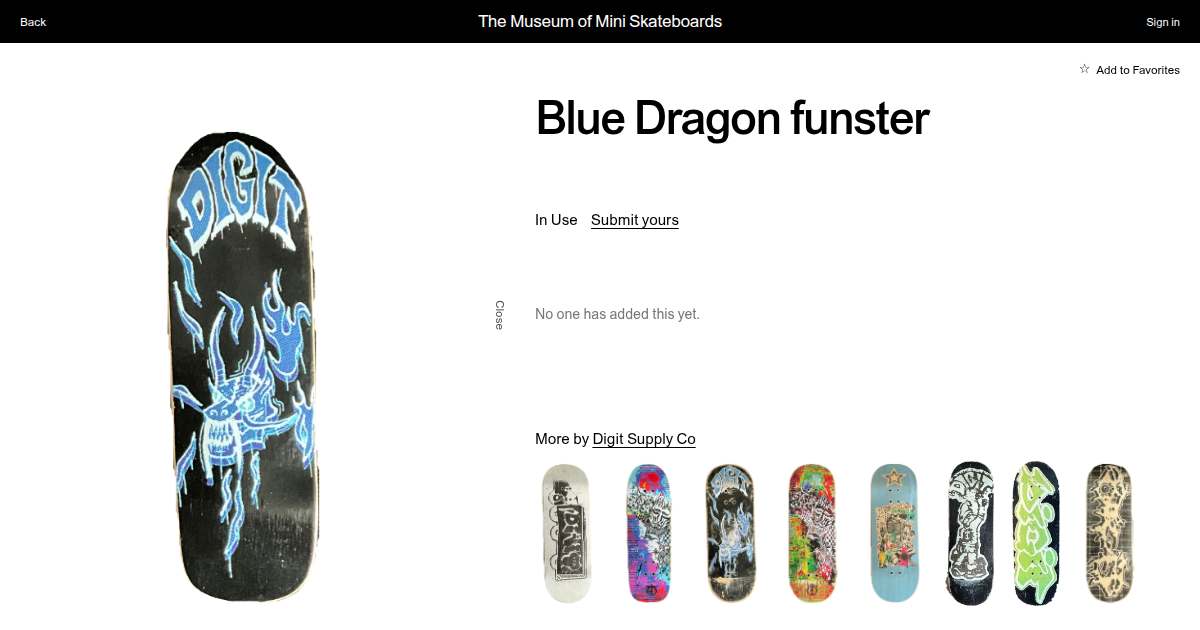 Back
The Museum of Mini Skateboards
Sign in
☆ Add to Favorites
Blue Dragon funster
DIGIT
In Use Submit yours
Close
No one has added this yet.
More by Digit Supply Co
DIGIT